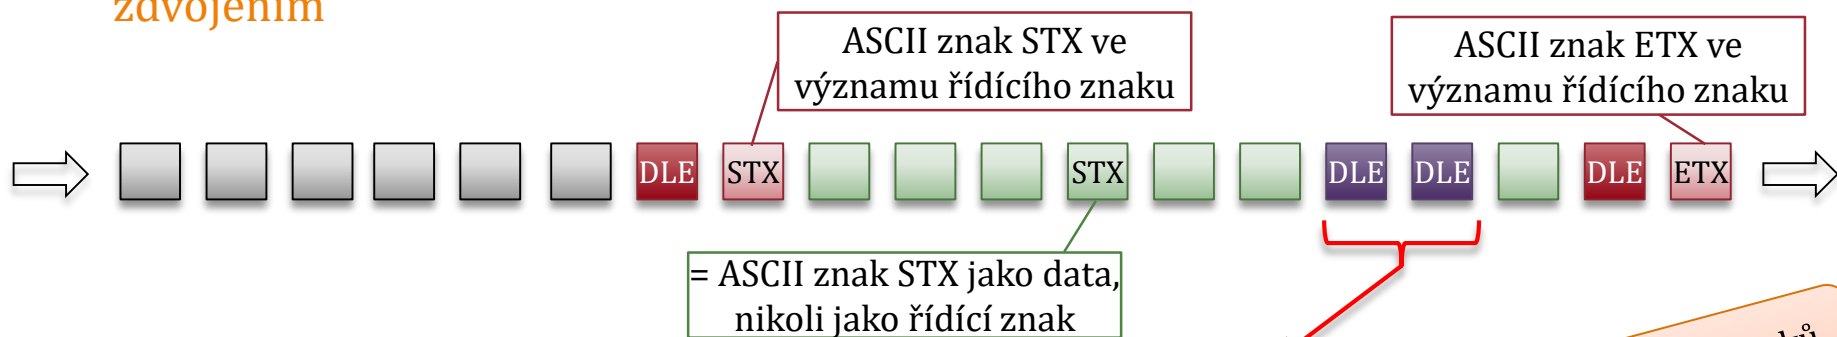 zdvojením
ASCII znak STX ve
významu řídícího znaku
ASCII znak ETX ve
významu řídícího znaku
DLE STX STX DLE DLE DLE ETX
= ASCII znak STX jako data,
nikoli jako řídící znak